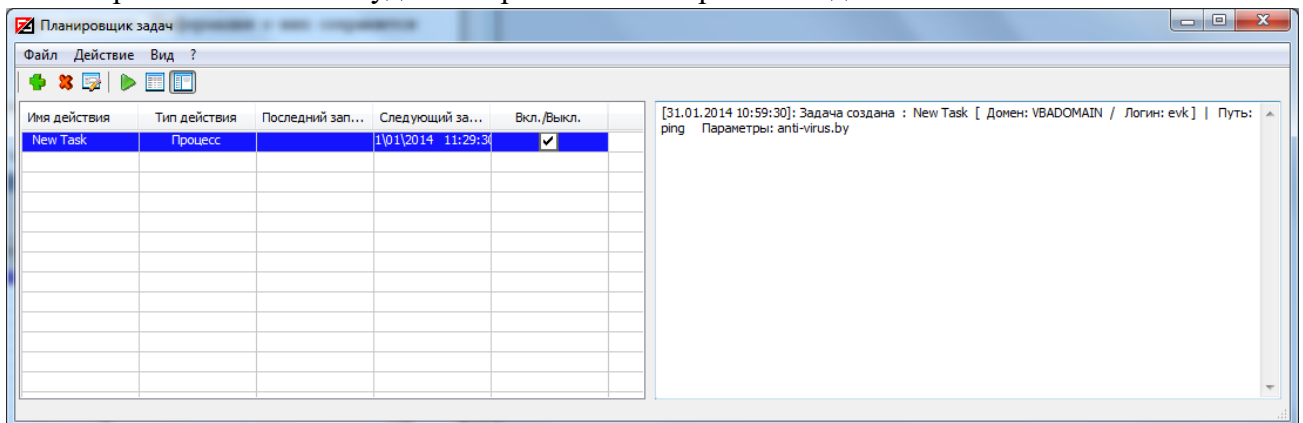 Планировщик задач
Файл Действие Вид ?
Имя действия Тип действия Последний зап... Следующий за... Вкл./Выкл.
New Task Процесс 1\01\2014 11:29:30
[31.01.2014 10:59:30]: Задача создана : New Task [ Домен: VBADOMAIN / Логин: evk ] | Путь:
ping Параметры: anti-virus.by